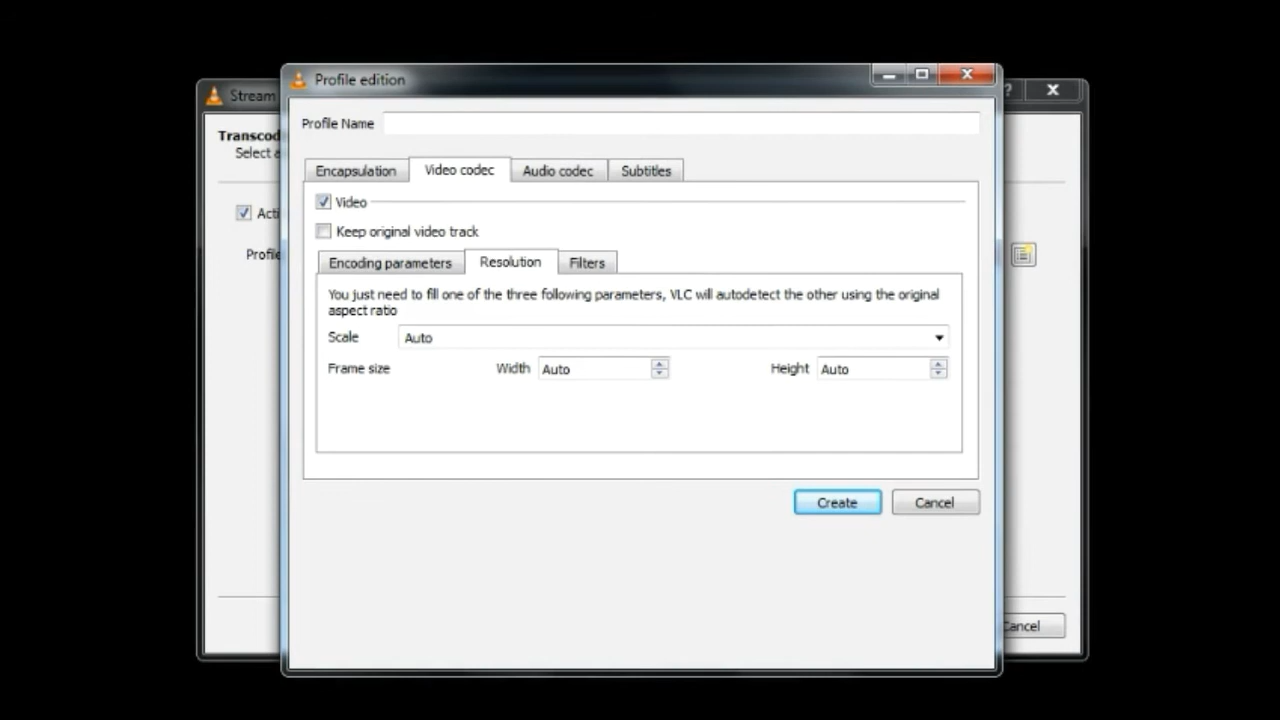 Profile edition
Stream
?
Transcod
Select a
Acti
Profile
Profile Name
Encapsulation
Video codec
Audio codec
Subtitles
Video
Keep original video track
Encoding parameters
Resolution
Filters
You just need to fill one of the three following parameters, VLC will autodetect the other using the original
aspect ratio
Scale
Auto
Frame size
Width
Auto
Height
Auto
Create
Cancel
Cancel